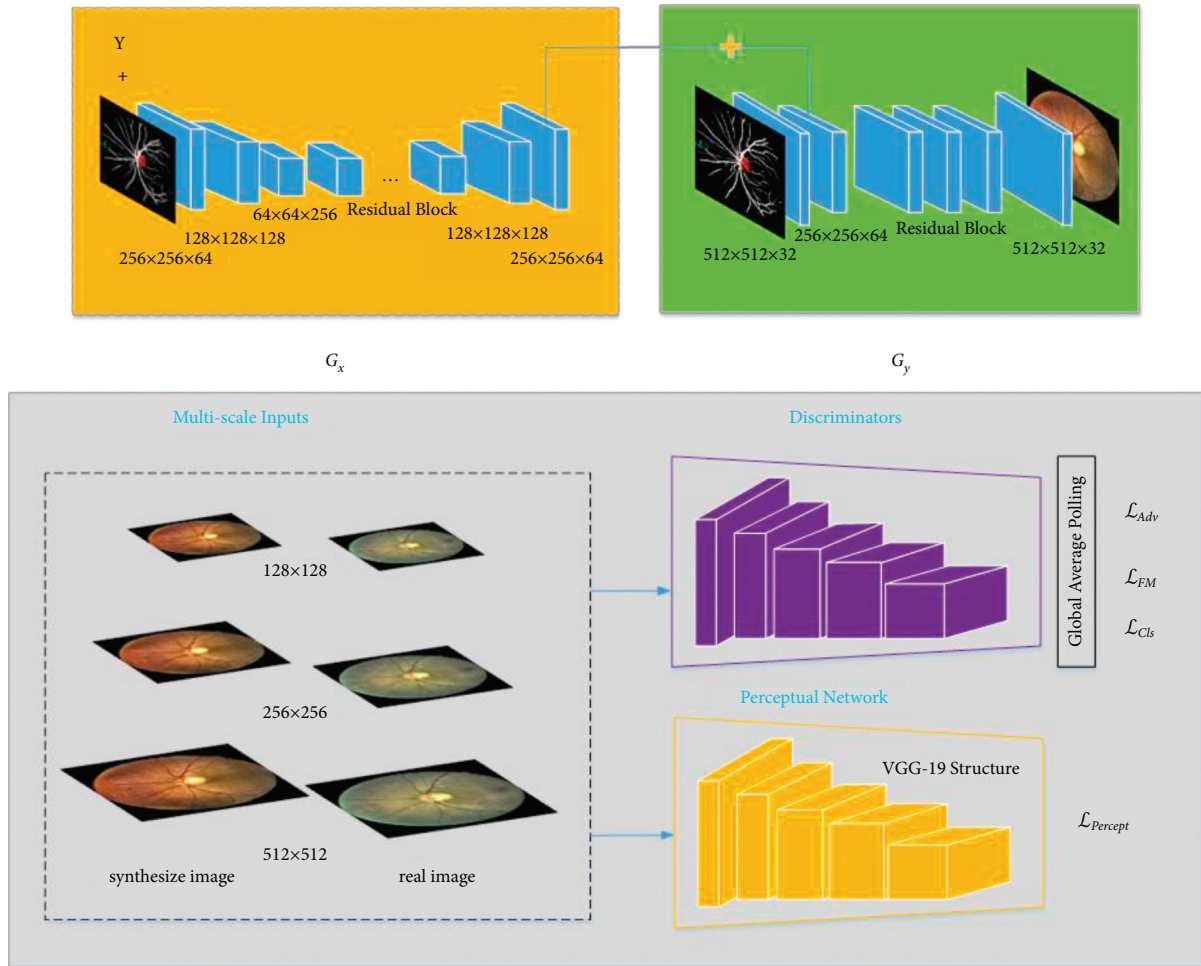 Y
+
64×64×256
Residual Block
...
128×128×128
256×256×64
128×128×128
256×256×64
+
256×256×64
Residual Block
512×512×32
512×512×32
G_x
G_y
Multi-scale Inputs
128×128
256×256
512×512
synthesize image
real image
Discriminators
Global Average Polling
ℒ_Adv
ℒ_FM
ℒ_Cls
Perceptual Network
VGG-19 Structure
ℒ_Percept